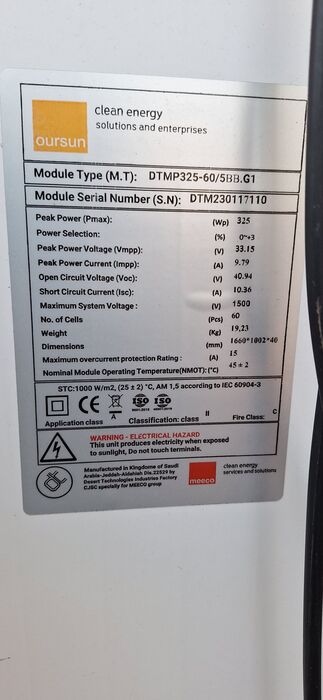 oursun
clean energy
solutions and enterprises
Module Type (M.T): DTMP325-60/5BB.G1
Module Serial Number (S.N): DTM230117110
Peak Power (Pmax): (Wp) 325
Power Selection: (%) 0~+3
Peak Power Voltage (Vmpp): (V) 33.15
Peak Power Current (Impp): (A) 9.79
Open Circuit Voltage (Voc): (V) 40.94
Short Circuit Current (Isc): (A) 10.36
Maximum System Voltage : (V) 1500
No. of Cells (Pcs) 60
Weight (Kg) 19,23
Dimensions (mm) 1660*1002*40
Maximum overcurrent protection Rating : (A) 15
Nominal Module Operating Temperature(NMOT): (°C) 45 ± 2
STC:1000 W/m2, (25 ± 2) °C, AM 1,5 according to IEC 60904-3
CE ISO ISO
Application class A Classification: class II Fire Class: C
WARNING - ELECTRICAL HAZARD
This unit produces electricity when exposed
to sunlight, Do not touch terminals.
Manufactured in Kingdome of Saudi
Arabia-Jeddah-Aldahiah Dis.22529 by
Desert Technologies Industries Factory
CJSC specially for MEECO group
meeco
clean energy
services and solutions